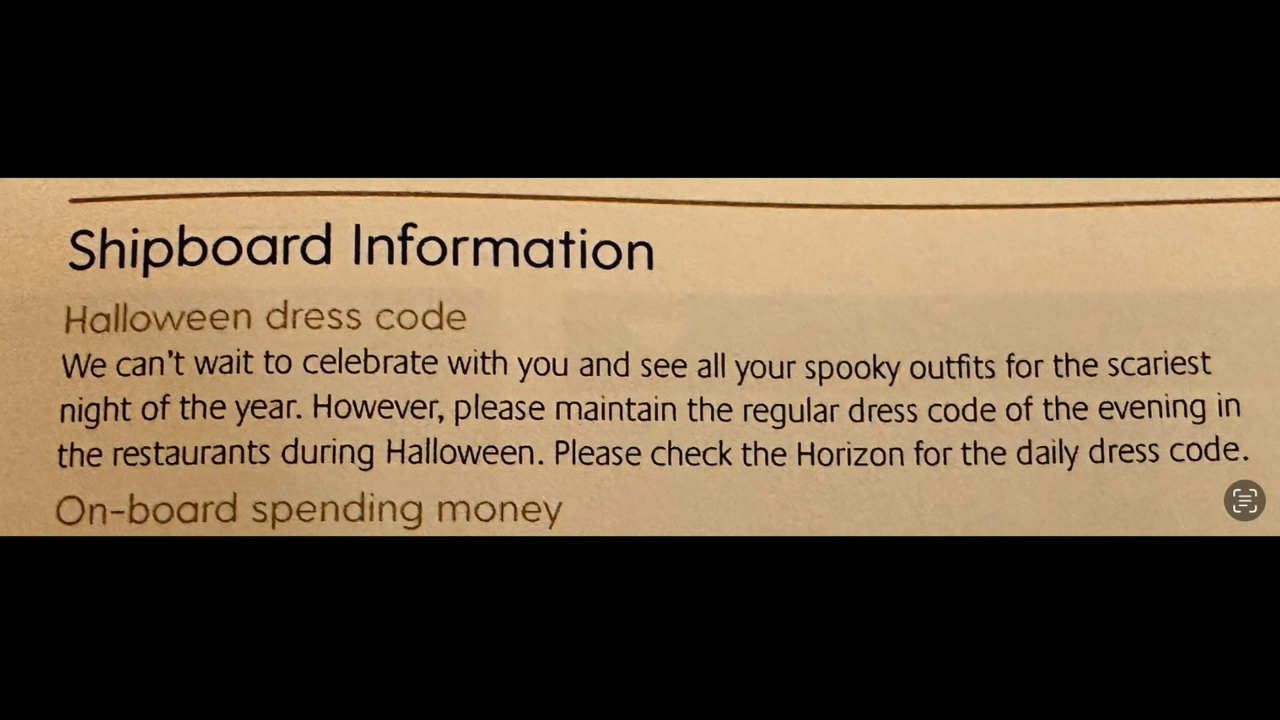 Shipboard Information
Halloween dress code
We can't wait to celebrate with you and see all your spooky outfits for the scariest
night of the year. However, please maintain the regular dress code of the evening in
the restaurants during Halloween. Please check the Horizon for the daily dress code.
On-board spending money